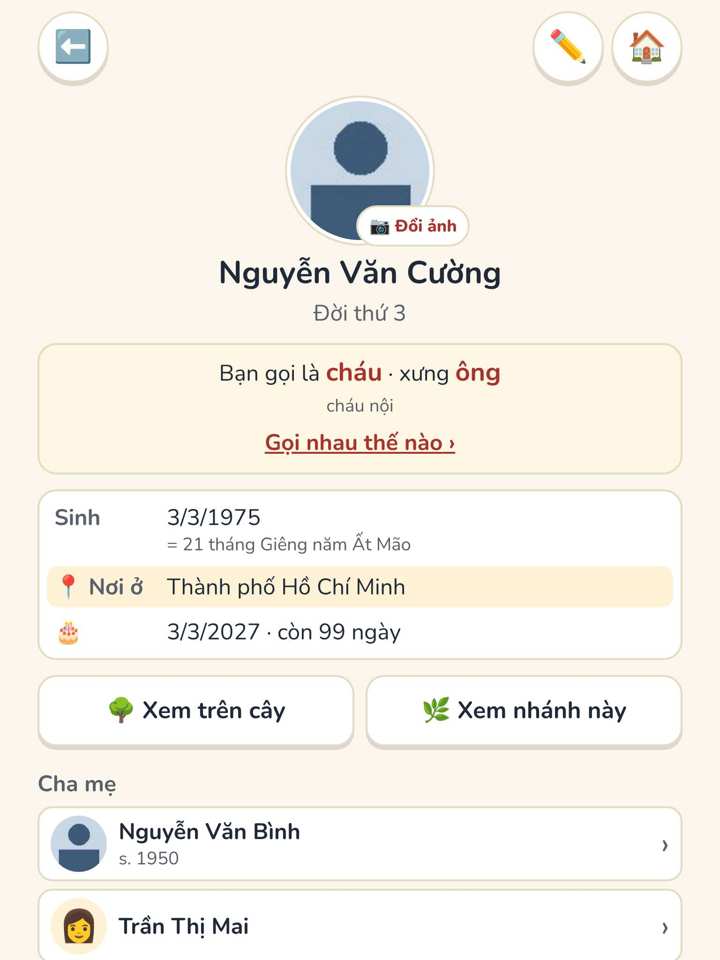 Đổi ảnh
Nguyễn Văn Cường
Đời thứ 3
Bạn gọi là cháu · xưng ông
cháu nội
Gọi nhau thế nào ›
Sinh 3/3/1975
= 21 tháng Giêng năm Ất Mão
Nơi ở Thành phố Hồ Chí Minh
3/3/2027 · còn 99 ngày
Xem trên cây
Xem nhánh này
Cha mẹ
Nguyễn Văn Bình ›
s. 1950
Trần Thị Mai ›